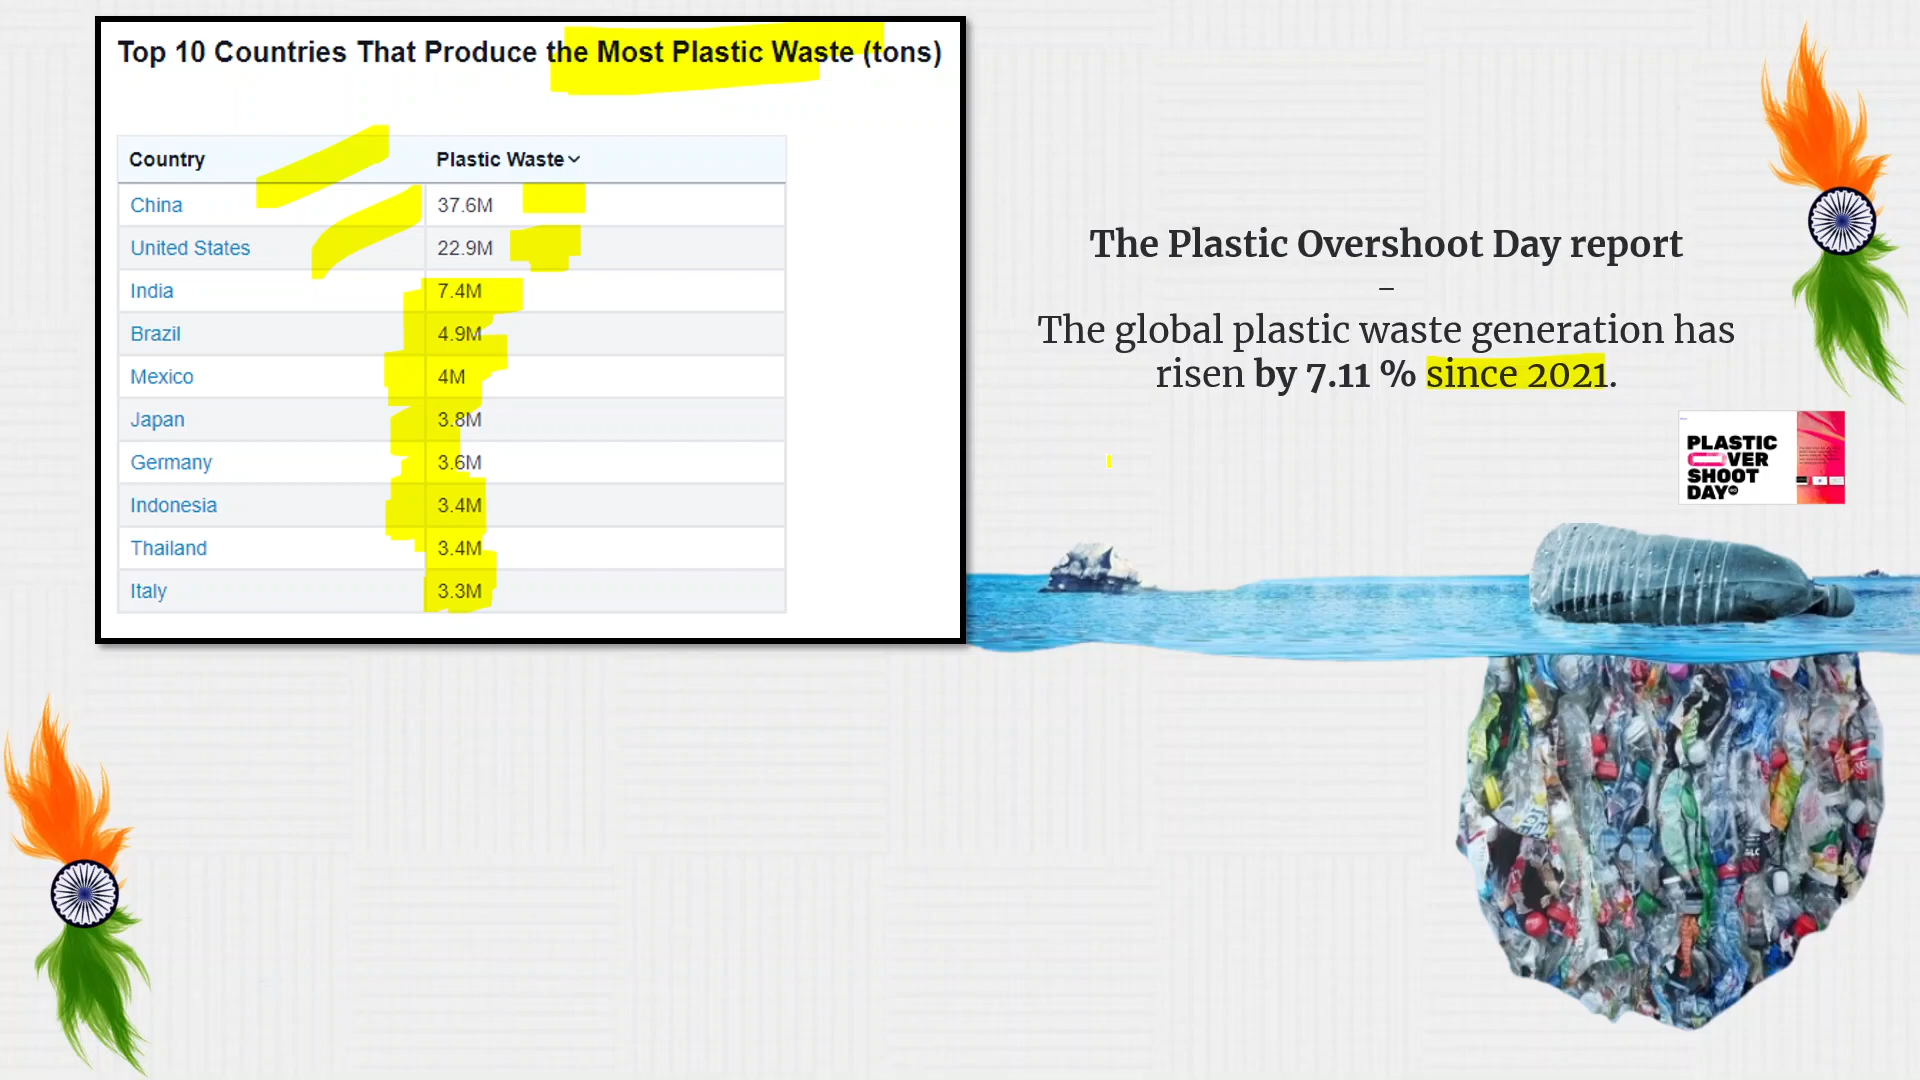 Top 10 Countries That Produce the Most Plastic Waste (tons)
Country Plastic Waste
China 37.6M
United States 22.9M
India 7.4M
Brazil 4.9M
Mexico 4M
Japan 3.8M
Germany 3.6M
Indonesia 3.4M
Thailand 3.4M
Italy 3.3M
The Plastic Overshoot Day report
–
The global plastic waste generation has
risen by 7.11 % since 2021.
PLASTIC
OVER
SHOOT
DAY